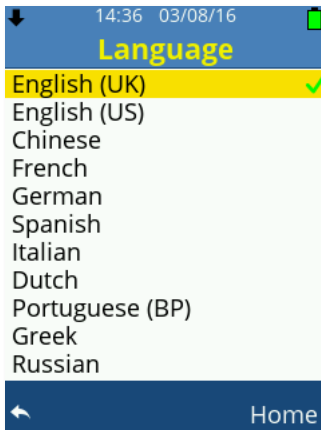 14:36 03/08/16
Language
English (UK)
English (US)
Chinese
French
German
Spanish
Italian
Dutch
Portuguese (BP)
Greek
Russian
Home